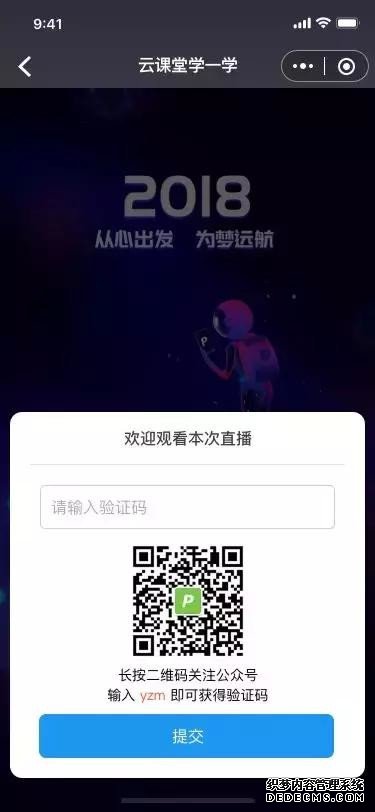 9:41
云课堂学一学
2018
从心出发 为梦远航
欢迎观看本次直播
请输入验证码
P
长按二维码关注公众号
输入 yzm 即可获得验证码
提交
织梦内容管理系统
DEDECMS.COM